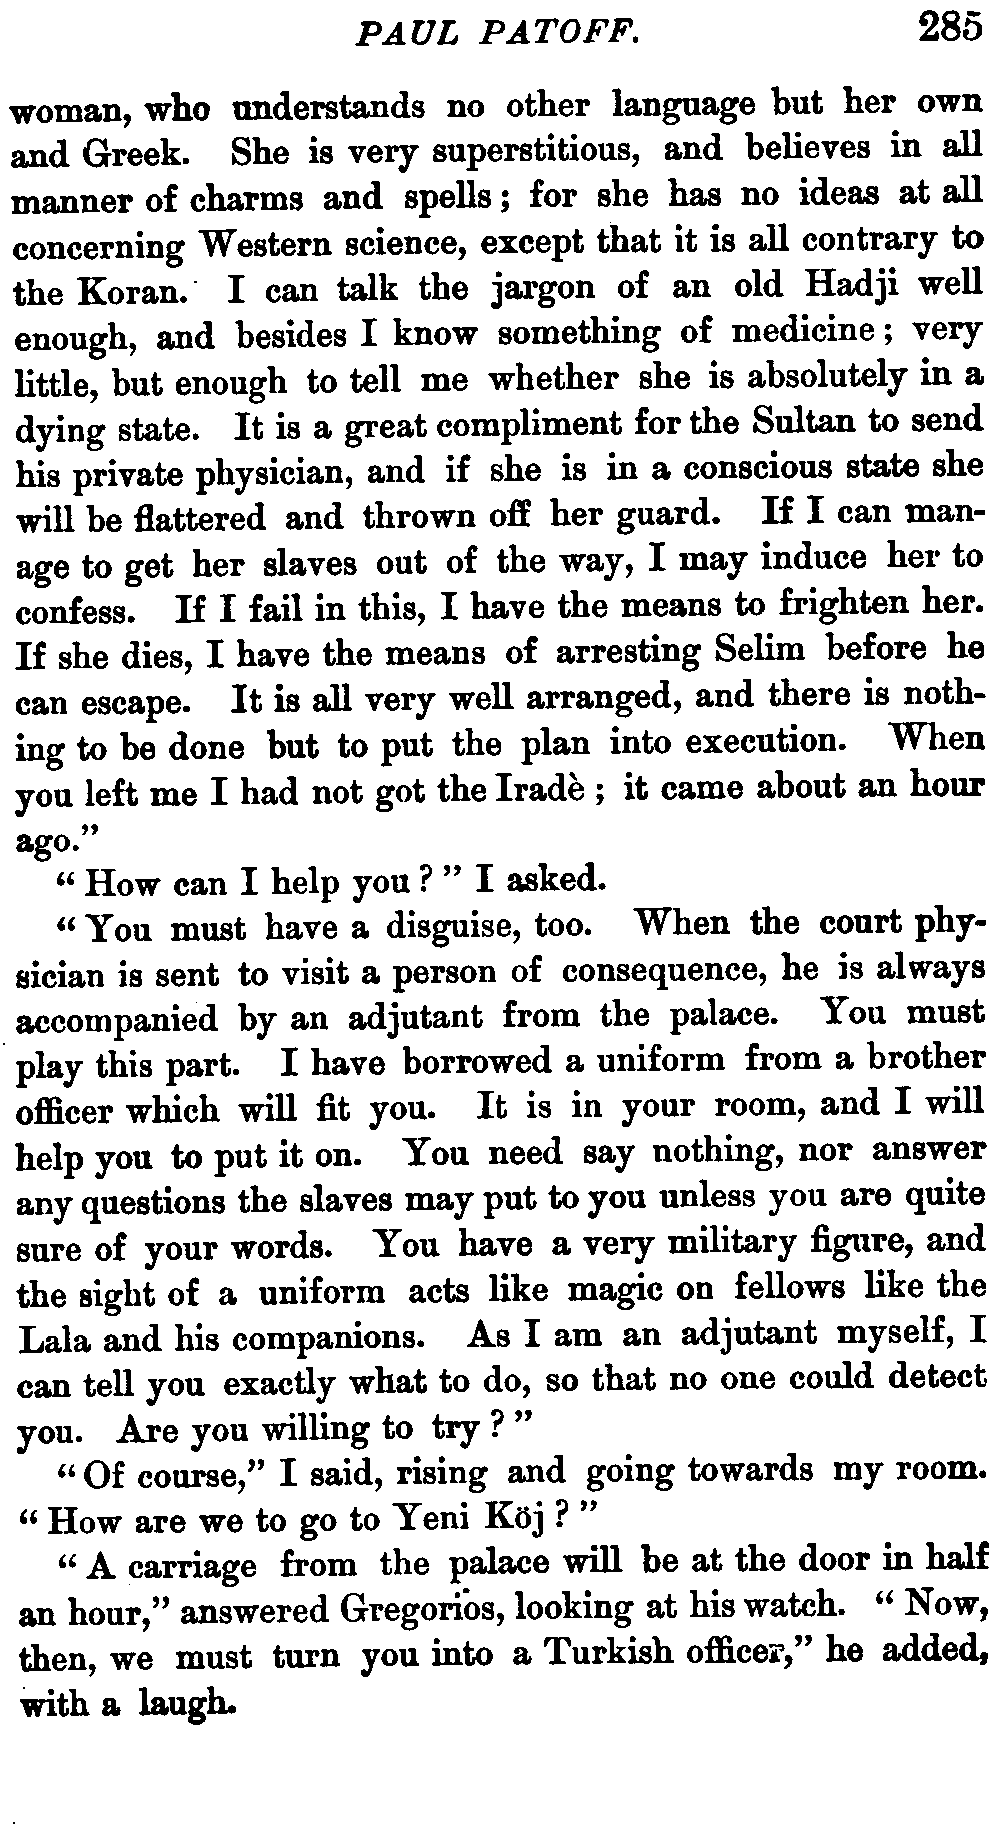 PAUL PATOFF. 285
woman, who understands no other language but her own
and Greek. She is very superstitious, and believes in all
manner of charms and spells; for she has no ideas at all
concerning Western science, except that it is all contrary to
the Koran. I can talk the jargon of an old Hadji well
enough, and besides I know something of medicine; very
little, but enough to tell me whether she is absolutely in a
dying state. It is a great compliment for the Sultan to send
his private physician, and if she is in a conscious state she
will be flattered and thrown off her guard. If I can man-
age to get her slaves out of the way, I may induce her to
confess. If I fail in this, I have the means to frighten her.
If she dies, I have the means of arresting Selim before he
can escape. It is all very well arranged, and there is noth-
ing to be done but to put the plan into execution. When
you left me I had not got the Iradè; it came about an hour
ago.”
“How can I help you?” I asked.
“You must have a disguise, too. When the court phy-
sician is sent to visit a person of consequence, he is always
accompanied by an adjutant from the palace. You must
play this part. I have borrowed a uniform from a brother
officer which will fit you. It is in your room, and I will
help you to put it on. You need say nothing, nor answer
any questions the slaves may put to you unless you are quite
sure of your words. You have a very military figure, and
the sight of a uniform acts like magic on fellows like the
Lala and his companions. As I am an adjutant myself, I
can tell you exactly what to do, so that no one could detect
you. Are you willing to try?”
“Of course,” I said, rising and going towards my room.
“How are we to go to Yeni Köj?”
“A carriage from the palace will be at the door in half
an hour,” answered Gregorios, looking at his watch. “Now,
then, we must turn you into a Turkish officer,” he added,
with a laugh.